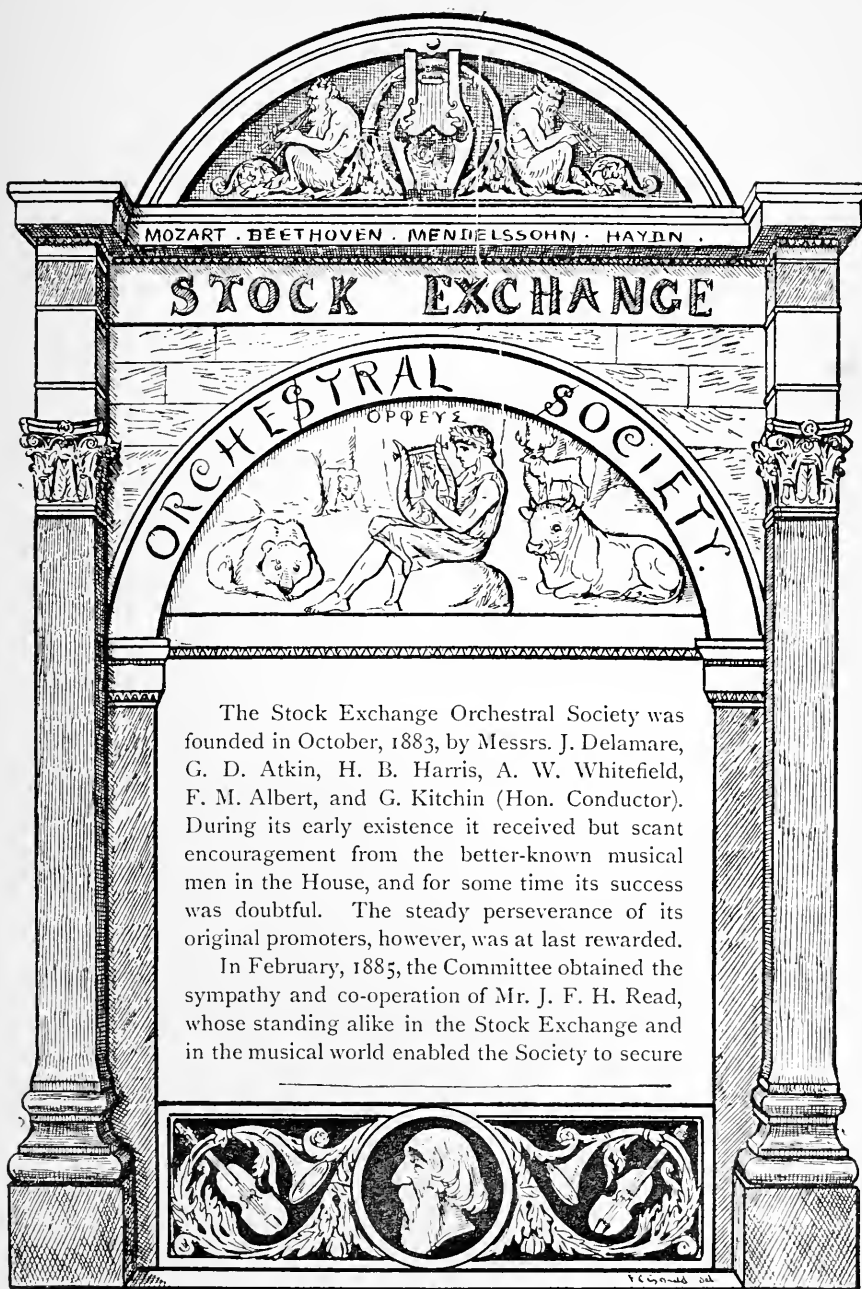 MOZART . BEETHOVEN . MENDELSSOHN . HAYDN .
STOCK EXCHANGE
ORCHESTRAL SOCIETY.
ΟΡΦΕΥΣ
The Stock Exchange Orchestral Society was
founded in October, 1883, by Messrs. J. Delamare,
G. D. Atkin, H. B. Harris, A. W. Whitefield,
F. M. Albert, and G. Kitchin (Hon. Conductor).
During its early existence it received but scant
encouragement from the better-known musical
men in the House, and for some time its success
was doubtful. The steady perseverance of its
original promoters, however, was at last rewarded.
In February, 1885, the Committee obtained the
sympathy and co-operation of Mr. J. F. H. Read,
whose standing alike in the Stock Exchange and
in the musical world enabled the Society to secure
del